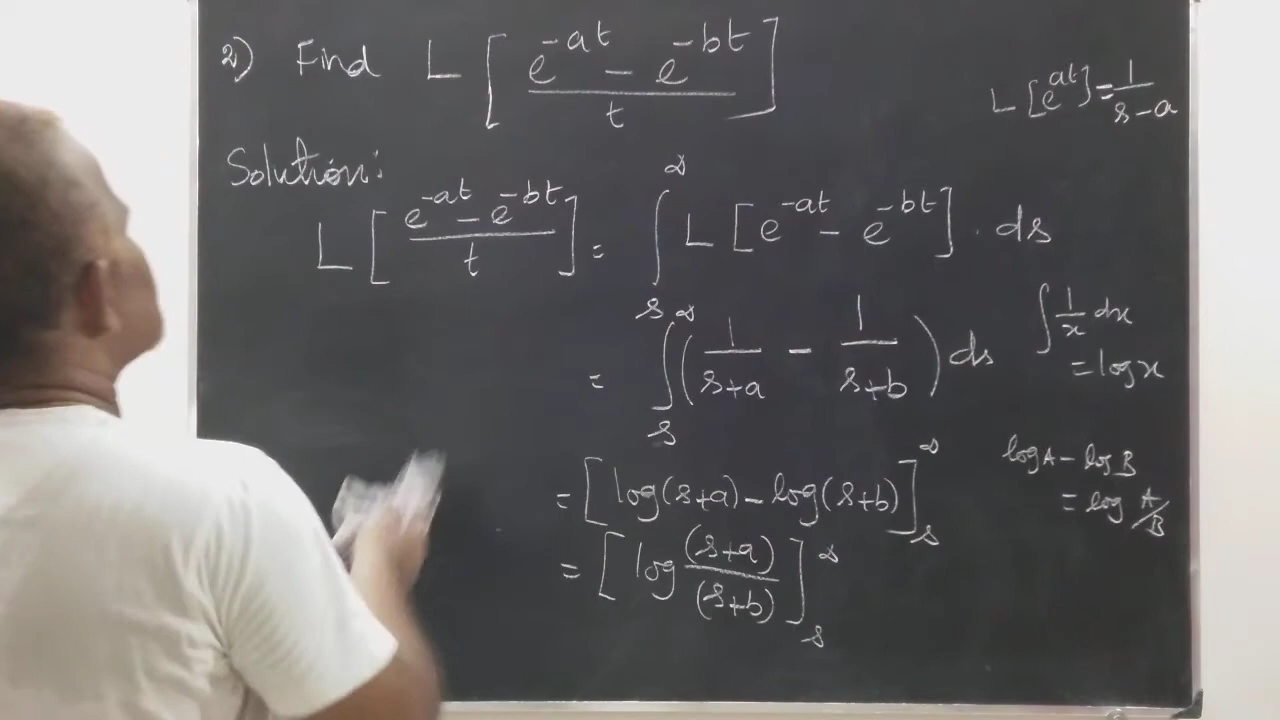 2) Find L [ e^{-at} - e^{-bt} / t ]
L[e^{at}] = 1 / s-a
Solution:
L [ e^{-at} - e^{-bt} / t ] = ∫_s^∞ L [e^{-at} - e^{-bt}] . ds
= ∫_s^∞ ( 1 / s+a - 1 / s+b ) ds
∫ 1/x dx
= log x
= [ log(s+a) - log(s+b) ]_s^∞
log A - log B
= log A/B
= [ log (s+a) / (s+b) ]_s^∞